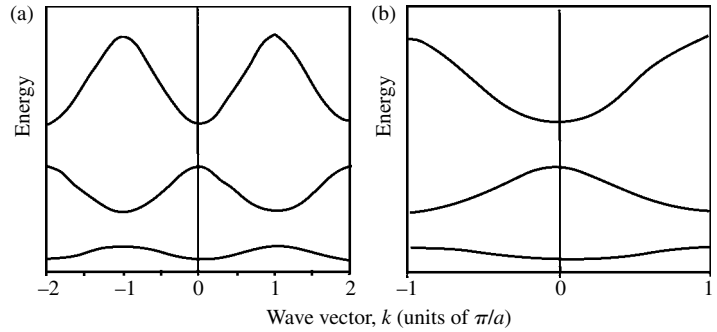 (a)
(b)
Energy
Energy
−2 −1 0 1 2
−1 0 1
Wave vector, k (units of π/a)